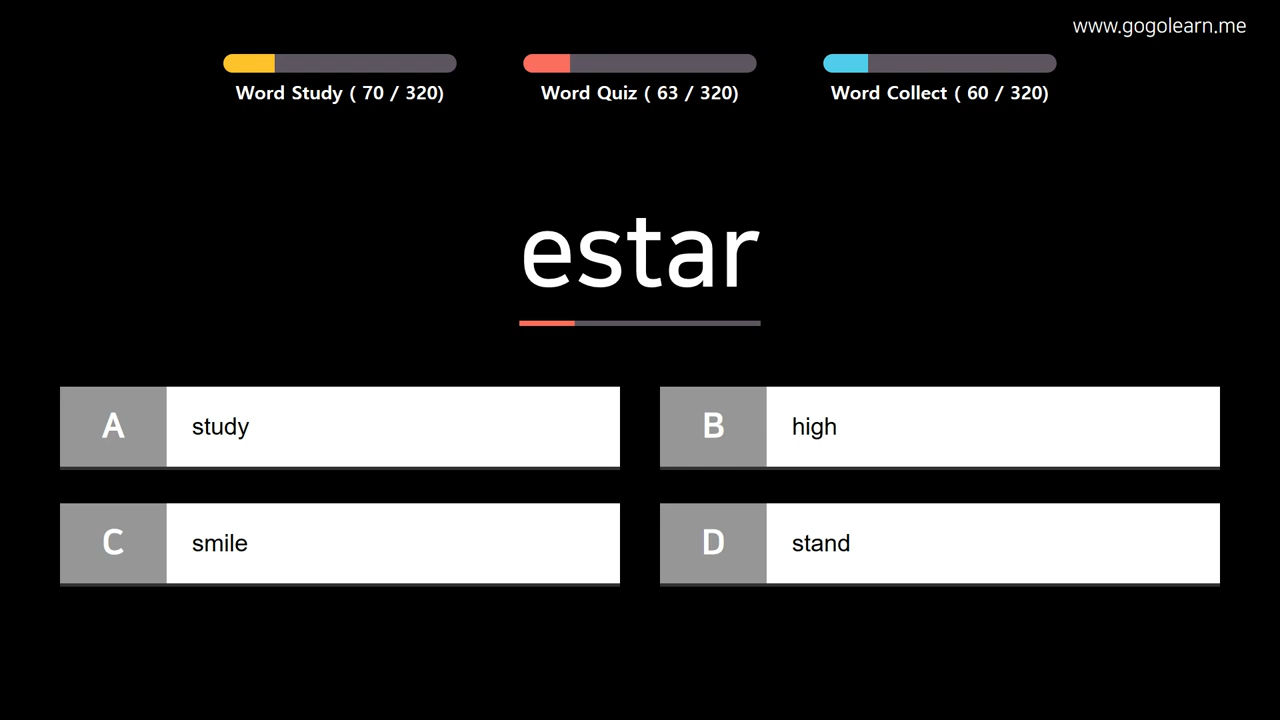 www.gogolearn.me
Word Study ( 70 / 320)
Word Quiz ( 63 / 320)
Word Collect ( 60 / 320)
estar
A study
B high
C smile
D stand